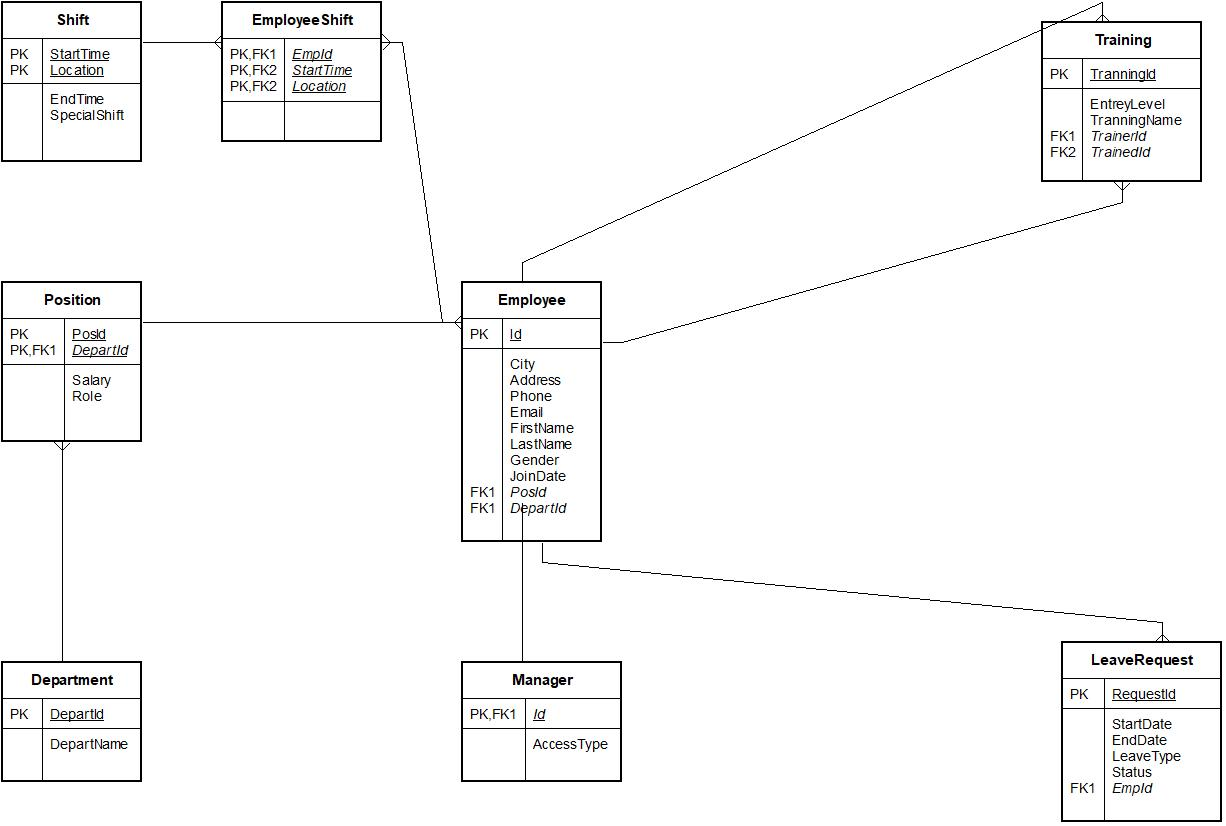 Shift
PK StartTime
PK Location
EndTime
SpecialShift
EmployeeShift
PK,FK1 EmpId
PK,FK2 StartTime
PK,FK2 Location
Training
PK TranningId
EntreyLevel
TranningName
FK1 TrainerId
FK2 TrainedId
Position
PK PosId
PK,FK1 DepartId
Salary
Role
Employee
PK Id
City
Address
Phone
Email
FirstName
LastName
Gender
JoinDate
FK1 PosId
FK1 DepartId
Department
PK DepartId
DepartName
Manager
PK,FK1 Id
AccessType
LeaveRequest
PK RequestId
StartDate
EndDate
LeaveType
Status
FK1 EmpId